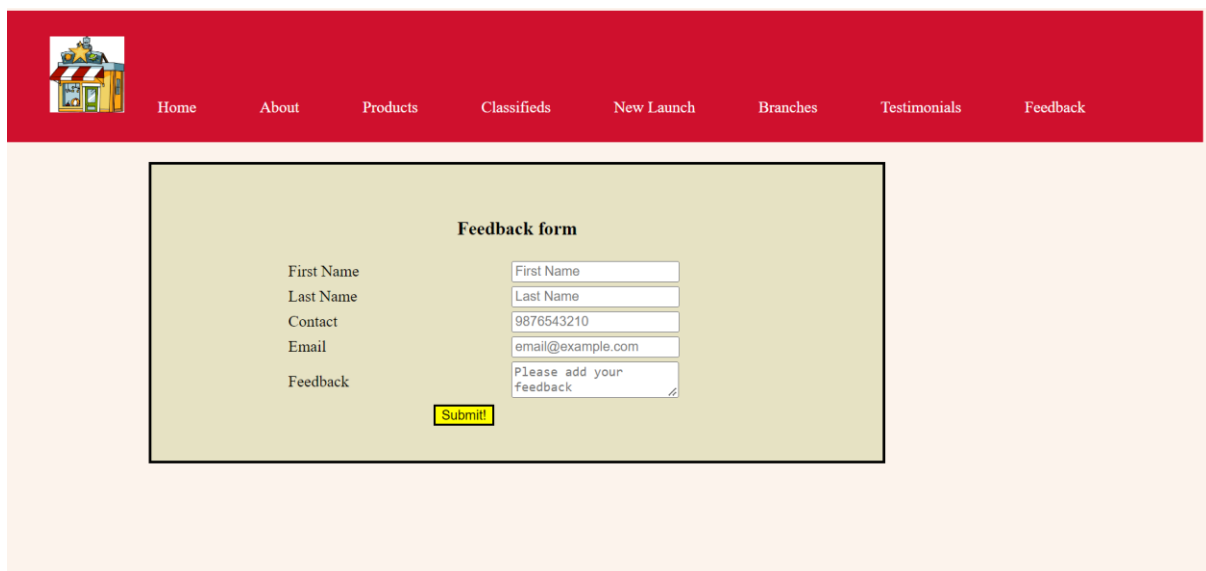 Home About Products Classifieds New Launch Branches Testimonials Feedback
Feedback form
First Name First Name
Last Name Last Name
Contact 9876543210
Email email@example.com
Feedback Please add your
feedback
Submit!